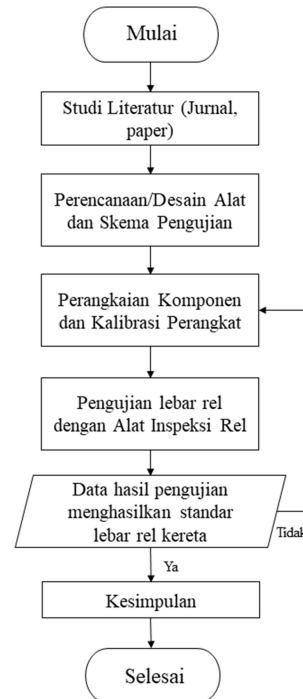 Mulai
Studi Literatur (Jurnal,
paper)
Perencanaan/Desain Alat
dan Skema Pengujian
Perangkaian Komponen
dan Kalibrasi Perangkat
Pengujian lebar rel
dengan Alat Inspeksi Rel
Data hasil pengujian
menghasilkan standar
lebar rel kereta
Tidak
Ya
Kesimpulan
Selesai